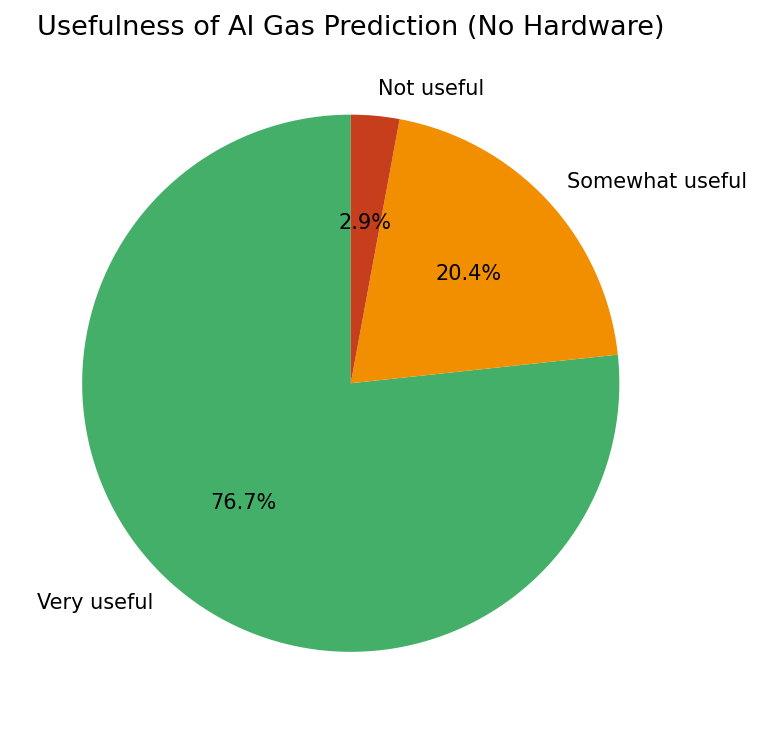 Usefulness of AI Gas Prediction (No Hardware)
Not useful
Somewhat useful
2.9%
20.4%
76.7%
Very useful